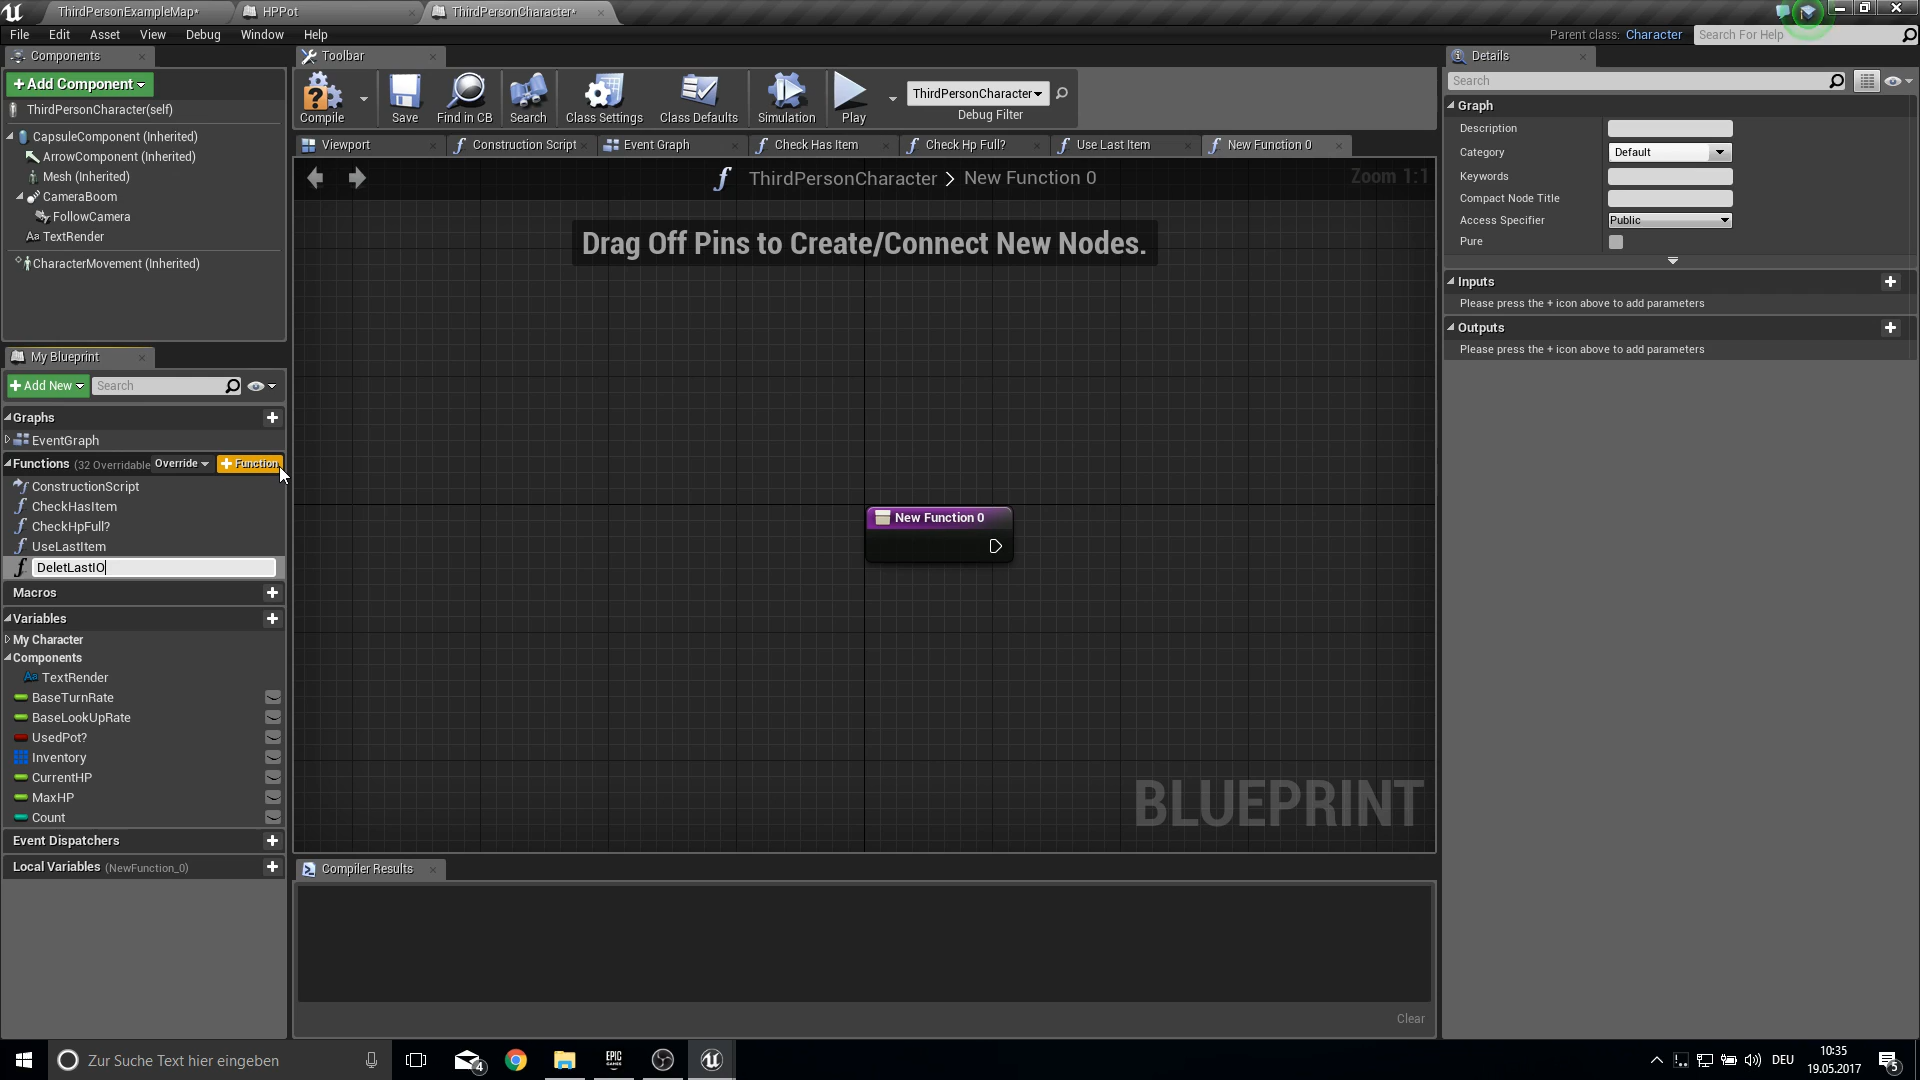 ThirdPersonExampleMap*
HPPot
ThirdPersonCharacter*
File Edit Asset View Debug Window Help
Parent class: Character
Search For Help
Components
Toolbar
Details
+ Add Component
ThirdPersonCharacter(self)
CapsuleComponent (Inherited)
ArrowComponent (Inherited)
Mesh (Inherited)
CameraBoom
FollowCamera
TextRender
CharacterMovement (Inherited)
Compile
Save
Find in CB
Search
Class Settings
Class Defaults
Simulation
Play
ThirdPersonCharacter
Debug Filter
Viewport
Construction Script
Event Graph
Check Has Item
Check Hp Full?
Use Last Item
New Function 0
ThirdPersonCharacter > New Function 0
Zoom 1:1
Drag Off Pins to Create/Connect New Nodes.
New Function 0
BLUEPRINT
My Blueprint
+ Add New
Search
Graphs
EventGraph
Functions (32 Overridable
Override
+ Function
ConstructionScript
CheckHasItem
CheckHpFull?
UseLastItem
DeletLastIO
Macros
Variables
My Character
Components
TextRender
BaseTurnRate
BaseLookUpRate
UsedPot?
Inventory
CurrentHP
MaxHP
Count
Event Dispatchers
Local Variables (NewFunction_0)
Compiler Results
Clear
Search
Graph
Description
Category Default
Keywords
Compact Node Title
Access Specifier Public
Pure
Inputs
Please press the + icon above to add parameters
Outputs
Please press the + icon above to add parameters
Zur Suche Text hier eingeben
4
EPIC
GAMES
DEU
10:35
19.05.2017
5